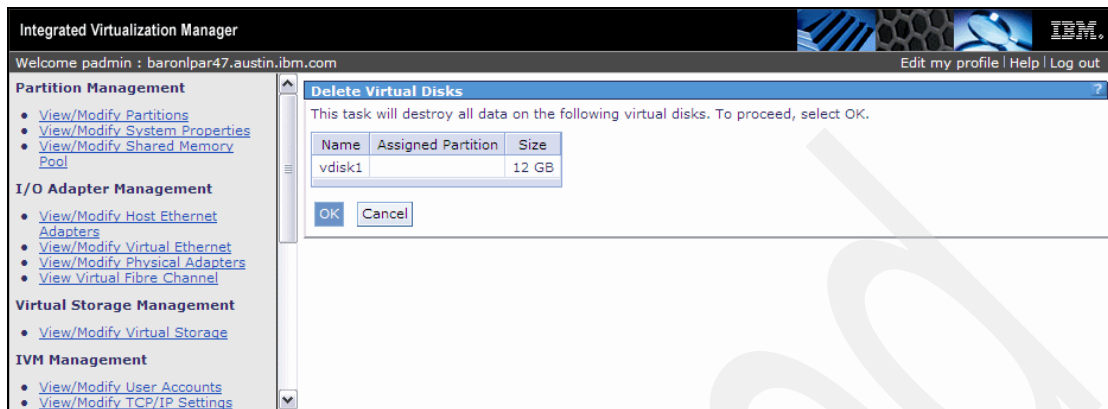 Integrated Virtualization Manager
IBM.
Welcome padmin : baronlpar47.austin.ibm.com
Edit my profile | Help | Log out
Partition Management
View/Modify Partitions
View/Modify System Properties
View/Modify Shared Memory
Pool
I/O Adapter Management
View/Modify Host Ethernet
Adapters
View/Modify Virtual Ethernet
View/Modify Physical Adapters
View Virtual Fibre Channel
Virtual Storage Management
View/Modify Virtual Storage
IVM Management
View/Modify User Accounts
View/Modify TCP/IP Settings
Delete Virtual Disks
?
This task will destroy all data on the following virtual disks. To proceed, select OK.
Name Assigned Partition Size
vdisk1 12 GB
OK Cancel